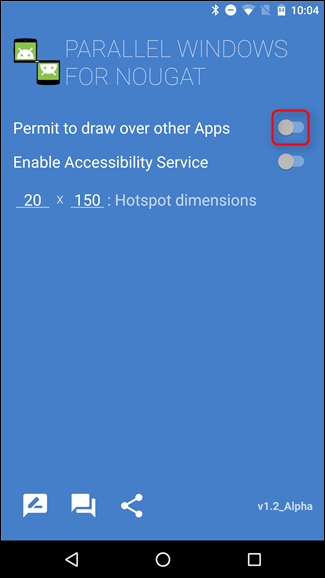 10:04
PARALLEL WINDOWS
FOR NOUGAT
Permit to draw over other Apps
Enable Accessibility Service
20 x 150 : Hotspot dimensions
v1.2_Alpha